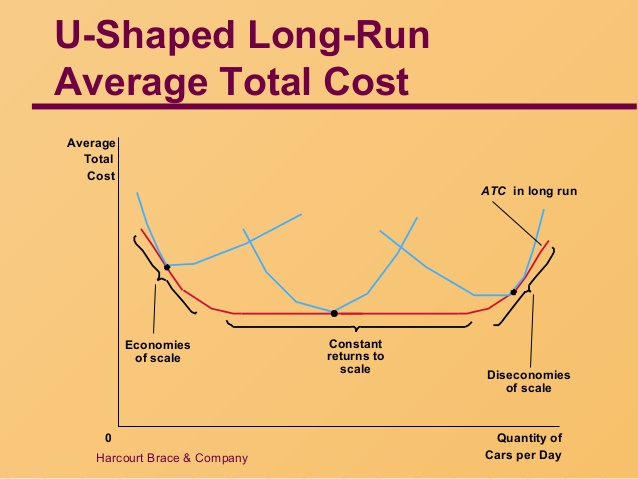 U-Shaped Long-Run
Average Total Cost
Average
Total
Cost
ATC in long run
Economies
of scale
Constant
returns to
scale
Diseconomies
of scale
0
Quantity of
Cars per Day
Harcourt Brace & Company